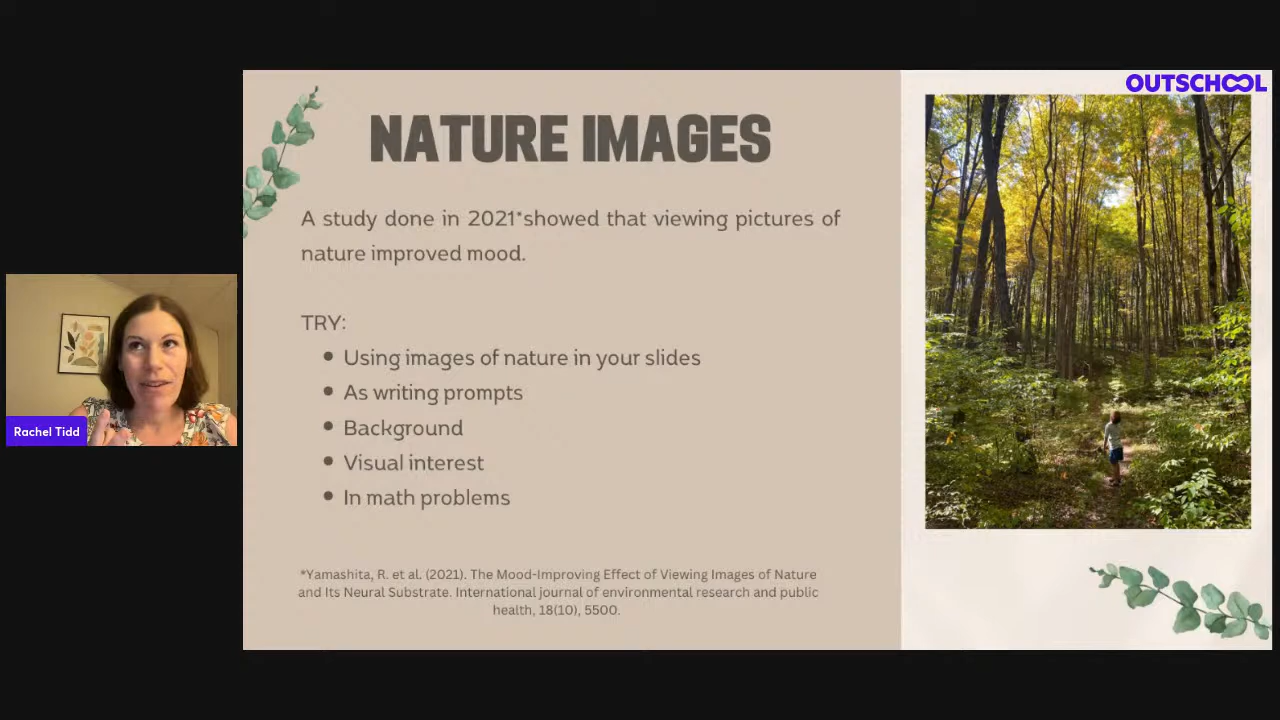 OUTSCHOOL
NATURE IMAGES
A study done in 2021*showed that viewing pictures of
nature improved mood.
TRY:
• Using images of nature in your slides
• As writing prompts
• Background
• Visual interest
• In math problems
*Yamashita, R. et al. (2021). The Mood-Improving Effect of Viewing Images of Nature
and Its Neural Substrate. International journal of environmental research and public
health, 18(10), 5500.
Rachel Tidd